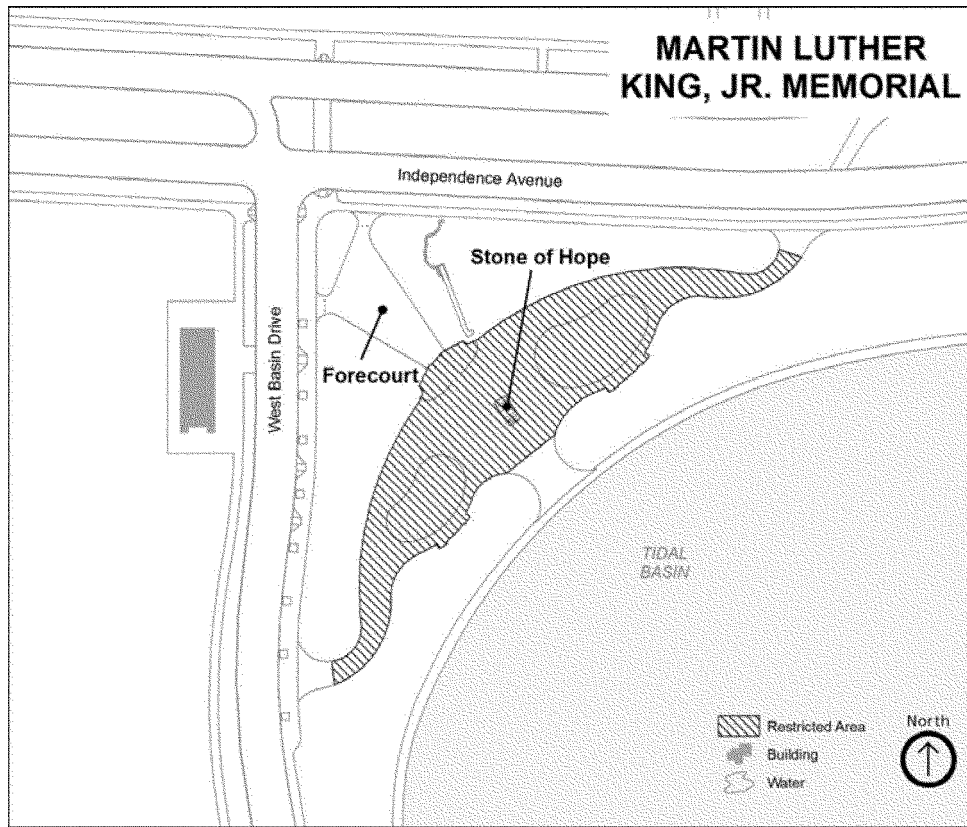 MARTIN LUTHER
KING, JR. MEMORIAL
Independence Avenue
Stone of Hope
Forecourt
West Basin Drive
TIDAL
BASIN
Restricted Area
Building
Water
North